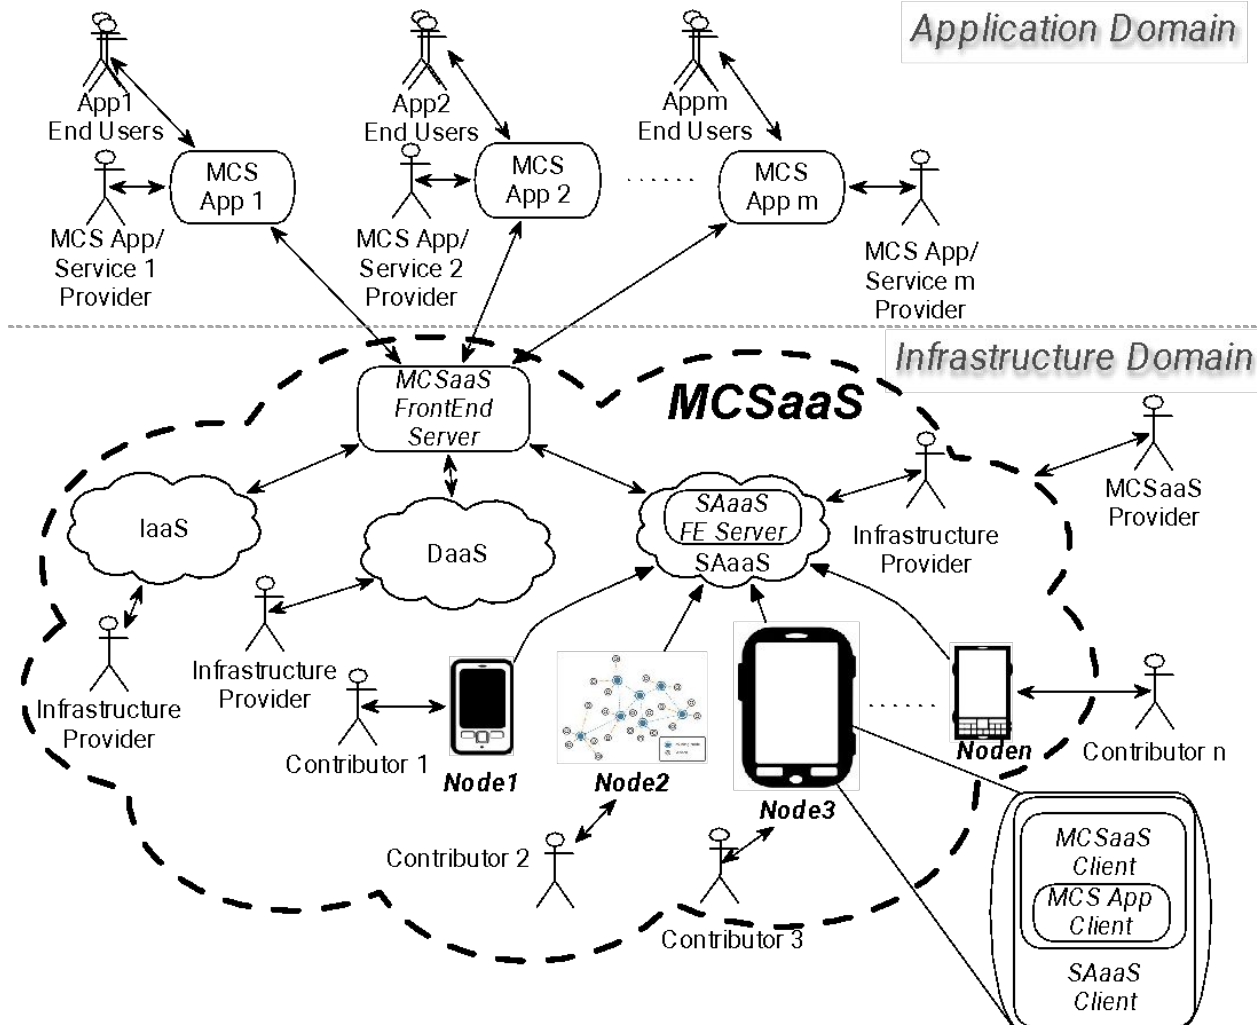 Application Domain
App1
End Users
App2
End Users
Appm
End Users
MCS
App 1
MCS
App 2
. . . . . .
MCS
App m
MCS App/
Service 1
Provider
MCS App/
Service 2
Provider
MCS App/
Service m
Provider
Infrastructure Domain
MCSaaS
FrontEnd
Server
MCSaaS
MCSaaS
Provider
IaaS
DaaS
SAaaS
FE Server
SAaaS
Infrastructure
Provider
Infrastructure
Provider
Infrastructure
Provider
Contributor 1
Node1
Node2
Node3
. . . . . .
Noden
Contributor n
Contributor 2
Contributor 3
MCSaaS
Client
MCS App
Client
SAaaS
Client